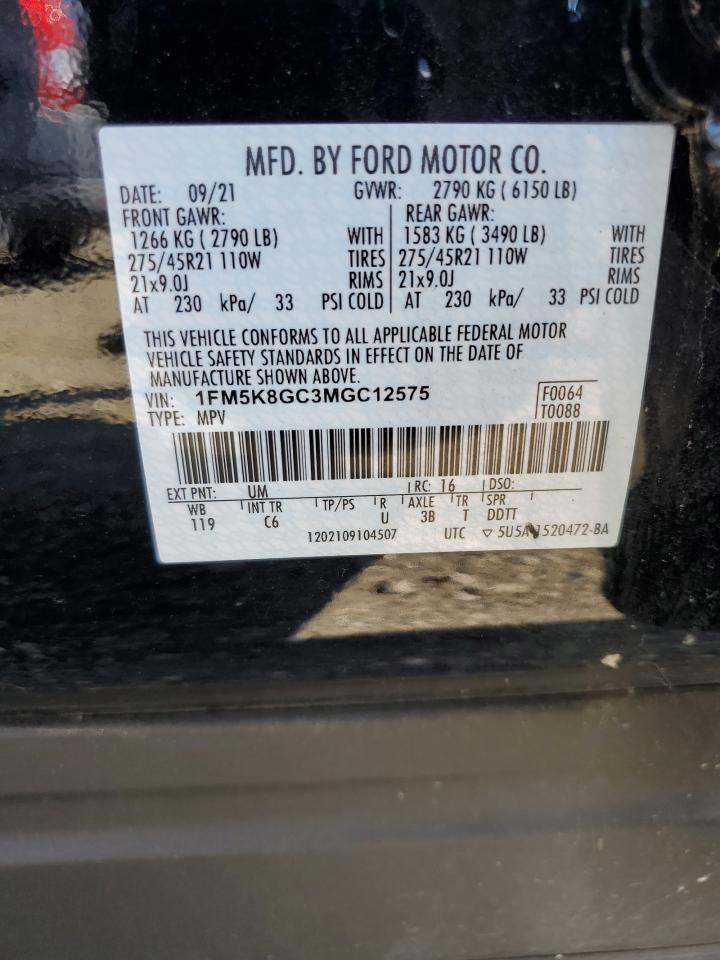 MFD. BY FORD MOTOR CO.
DATE: 09/21 GVWR: 2790 KG ( 6150 LB)
FRONT GAWR: REAR GAWR:
1266 KG ( 2790 LB) WITH 1583 KG ( 3490 LB) WITH
275/45R21 110W TIRES 275/45R21 110W TIRES
21x9.0J RIMS 21x9.0J RIMS
AT 230 kPa/ 33 PSI COLD AT 230 kPa/ 33 PSI COLD
THIS VEHICLE CONFORMS TO ALL APPLICABLE FEDERAL MOTOR
VEHICLE SAFETY STANDARDS IN EFFECT ON THE DATE OF
MANUFACTURE SHOWN ABOVE.
VIN: 1FM5K8GC3MGC12575 F0064
TYPE: MPV T0088
EXT PNT: UM RC: 16 DSO:
WB INT TR TP/PS R AXLE TR SPR
119 C6 U 3B T DDTT
1202109104507 UTC ▽ 5U5A 1520472-BA